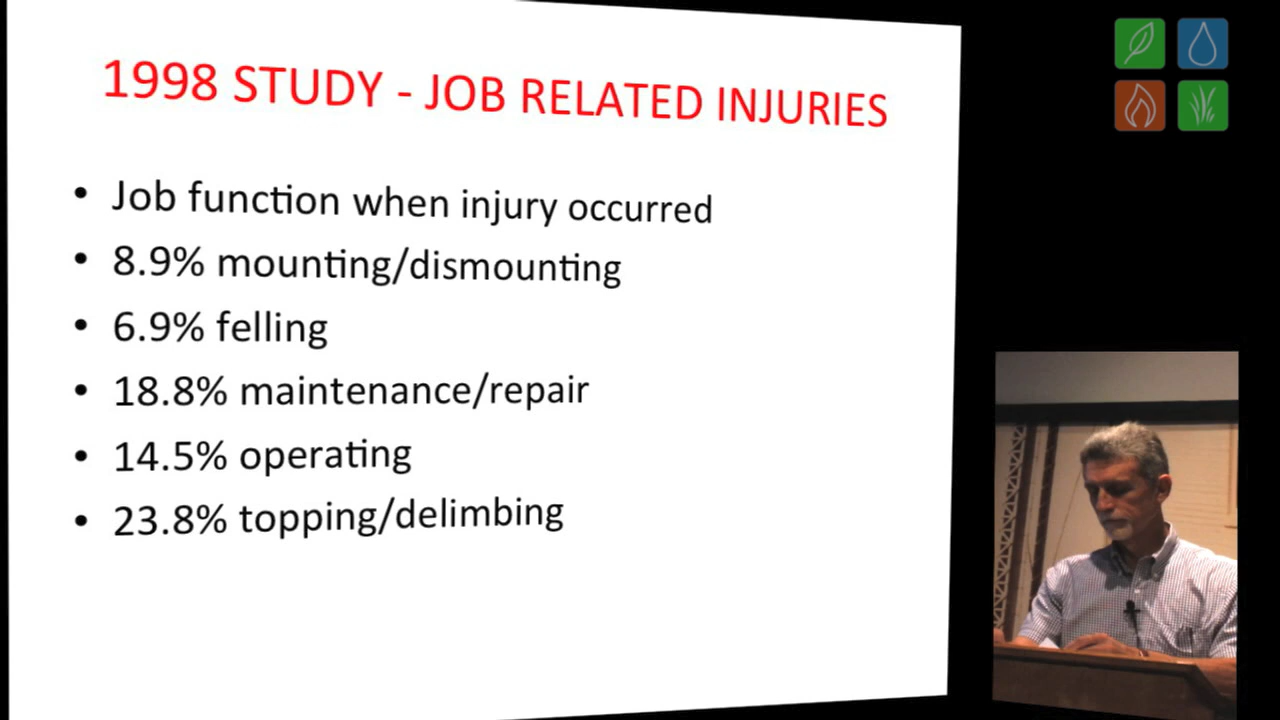 1998 STUDY - JOB RELATED INJURIES
• Job function when injury occurred
• 8.9% mounting/dismounting
• 6.9% felling
• 18.8% maintenance/repair
• 14.5% operating
• 23.8% topping/delimbing